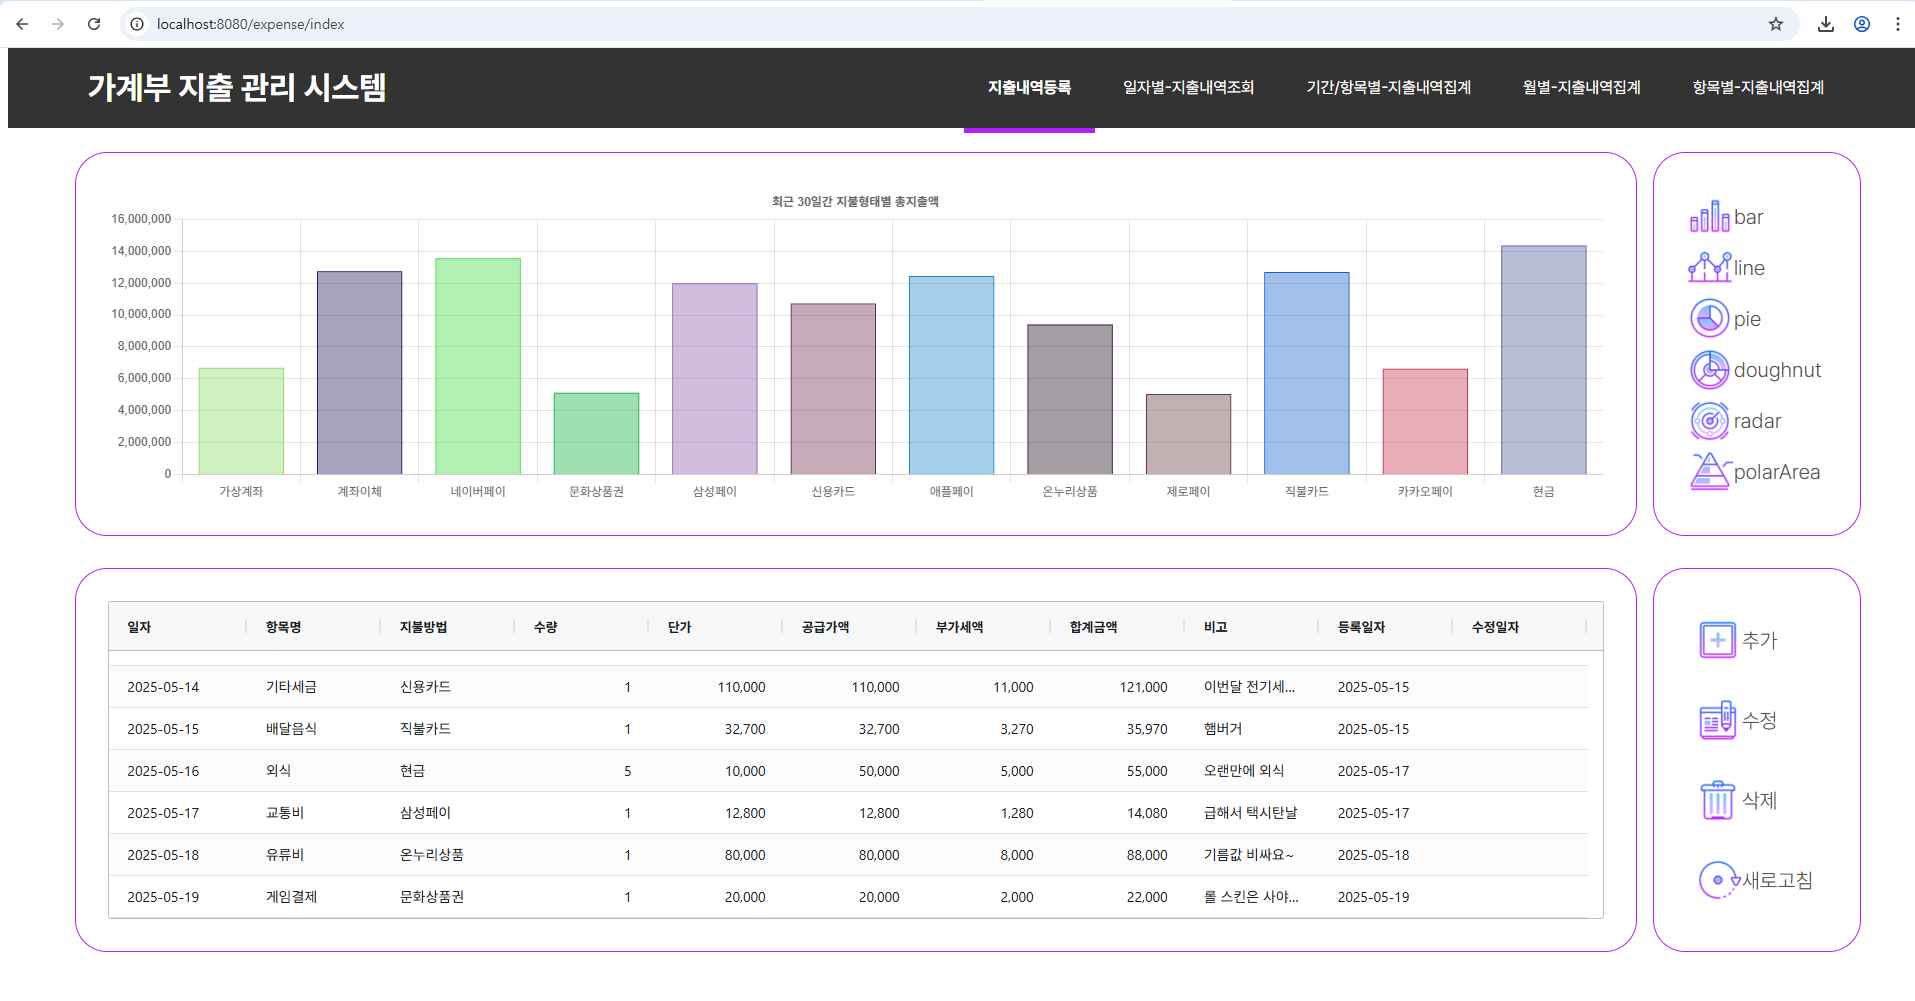 localhost:8080/expense/index
가계부 지출 관리 시스템
지출내역등록 일자별-지출내역조회 기간/항목별-지출내역집계 월별-지출내역집계 항목별-지출내역집계
최근 30일간 지불형태별 총지출액
16,000,000
14,000,000
12,000,000
10,000,000
8,000,000
6,000,000
4,000,000
2,000,000
0
가상계좌 계좌이체 네이버페이 문화상품권 삼성페이 신용카드 애플페이 온누리상품 제로페이 직불카드 카카오페이 현금
bar
line
pie
doughnut
radar
polarArea
일자 항목명 지불방법 수량 단가 공급가액 부가세액 합계금액 비고 등록일자 수정일자
2025-05-14 기타세금 신용카드 1 110,000 110,000 11,000 121,000 이번달 전기세... 2025-05-15
2025-05-15 배달음식 직불카드 1 32,700 32,700 3,270 35,970 햄버거 2025-05-15
2025-05-16 외식 현금 5 10,000 50,000 5,000 55,000 오랜만에 외식 2025-05-17
2025-05-17 교통비 삼성페이 1 12,800 12,800 1,280 14,080 급해서 택시탄날 2025-05-17
2025-05-18 유류비 온누리상품 1 80,000 80,000 8,000 88,000 기름값 비싸요~ 2025-05-18
2025-05-19 게임결제 문화상품권 1 20,000 20,000 2,000 22,000 롤 스킨은 사야... 2025-05-19
추가
수정
삭제
새로고침